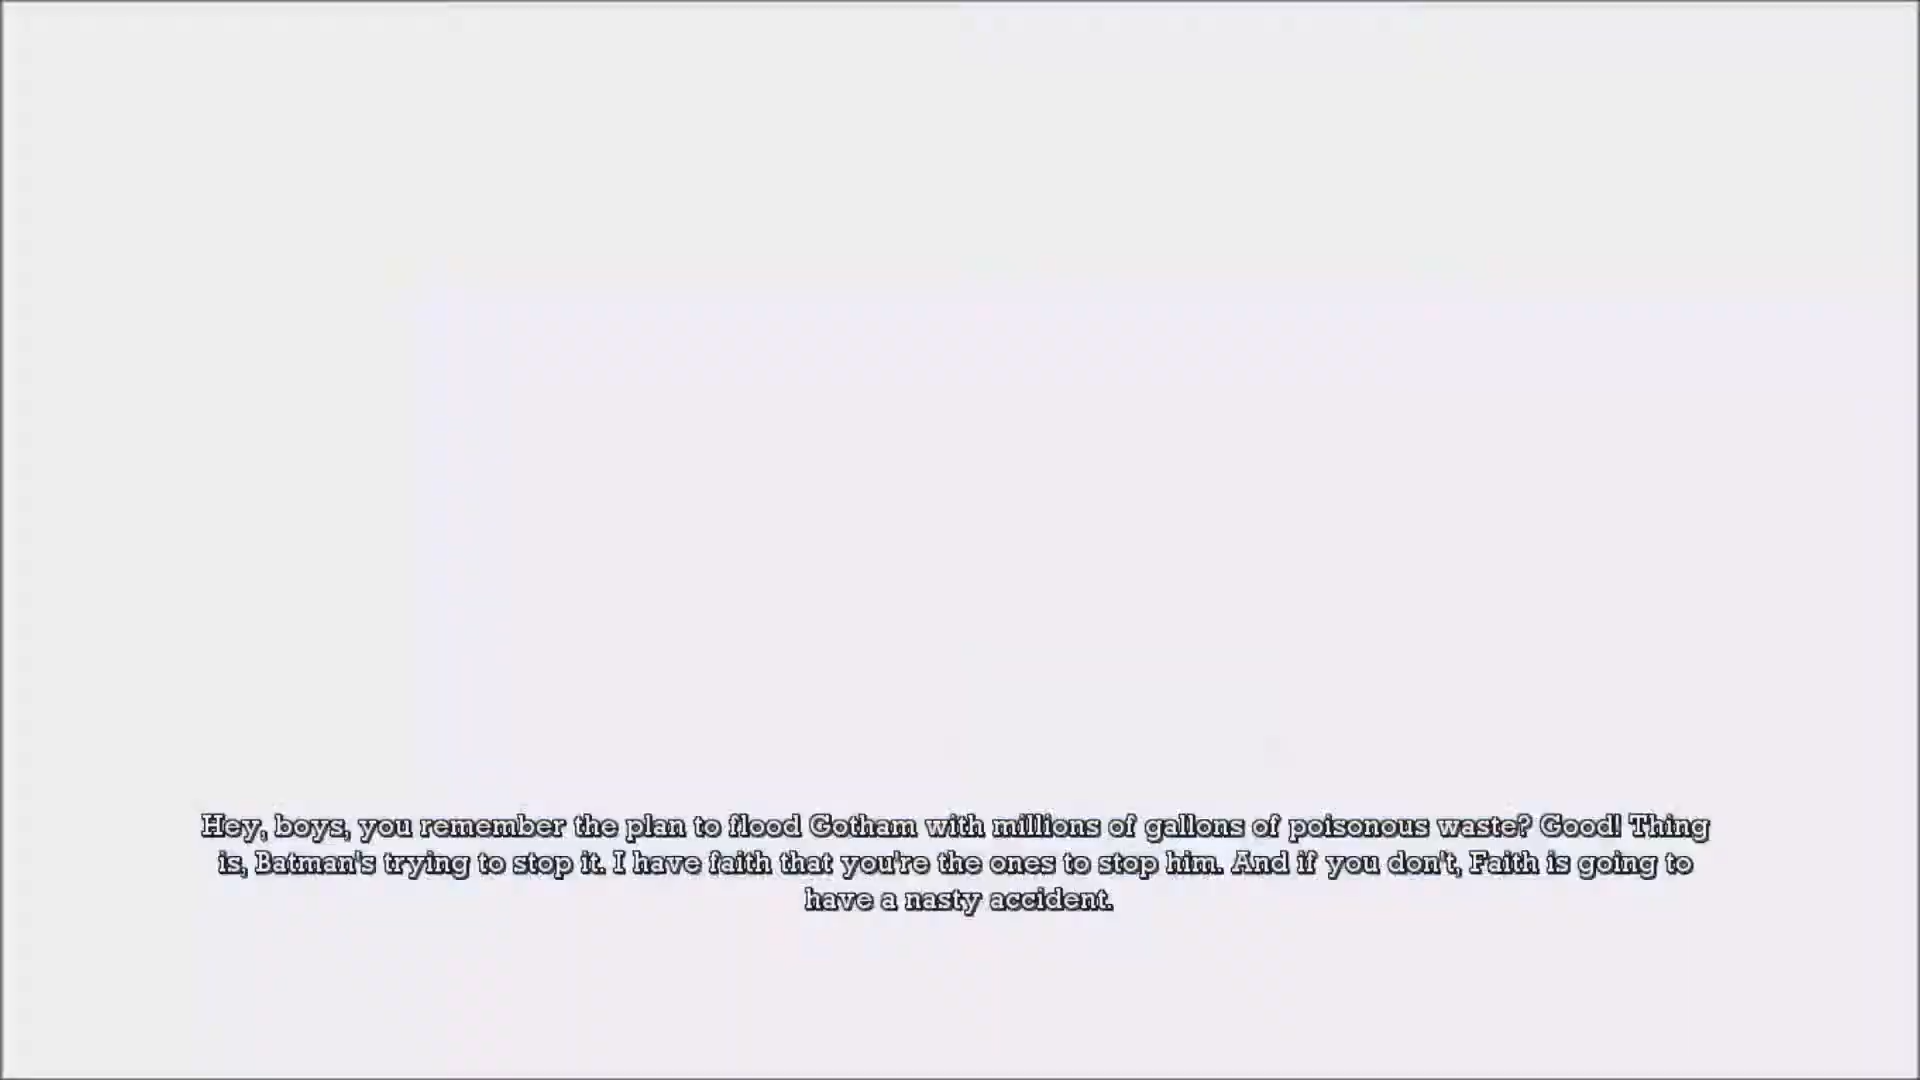 Hey, boys, you remember the plan to flood Gotham with millions of gallons of poisonous waste? Good! Thing
is, Batman's trying to stop it. I have faith that you're the ones to stop him. And if you don't, Faith is going to
have a nasty accident.